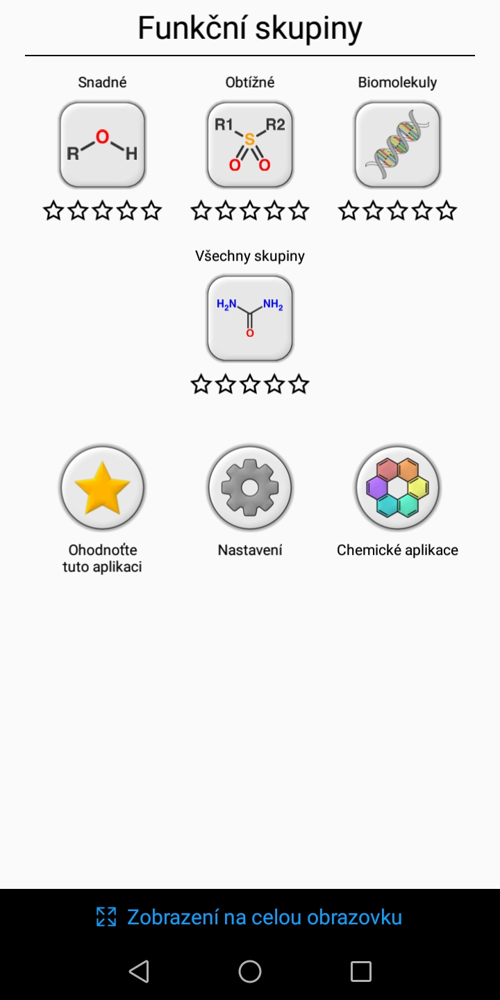 Funkční skupiny
Snadné
Obtížné
Biomolekuly
R O H
R1 R2
S
O O
Všechny skupiny
H₂N NH₂
O
Ohodnoťte
tuto aplikaci
Nastavení
Chemické aplikace
Zobrazení na celou obrazovku